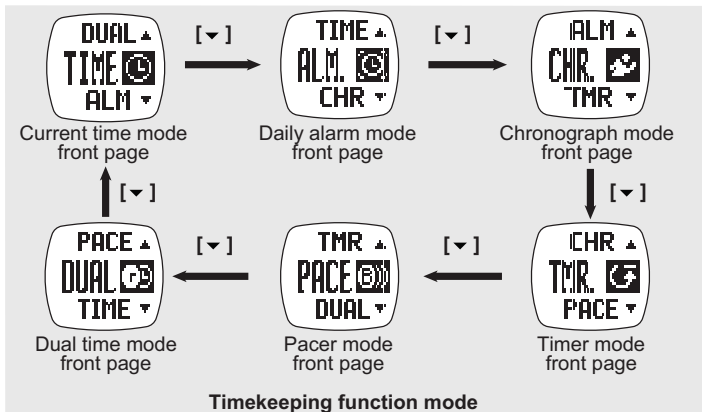 DUAL ▲
TIME
ALM ▼
[▼]
TIME ▲
ALM.
CHR ▼
[▼]
ALM ▲
CHR.
TMR ▼
Current time mode
front page
Daily alarm mode
front page
Chronograph mode
front page
[▼]
[▼]
PACE ▲
DUAL
TIME ▼
[▼]
TMR ▲
PACE
DUAL ▼
[▼]
CHR ▲
TMR.
PACE ▼
Dual time mode
front page
Pacer mode
front page
Timer mode
front page
Timekeeping function mode